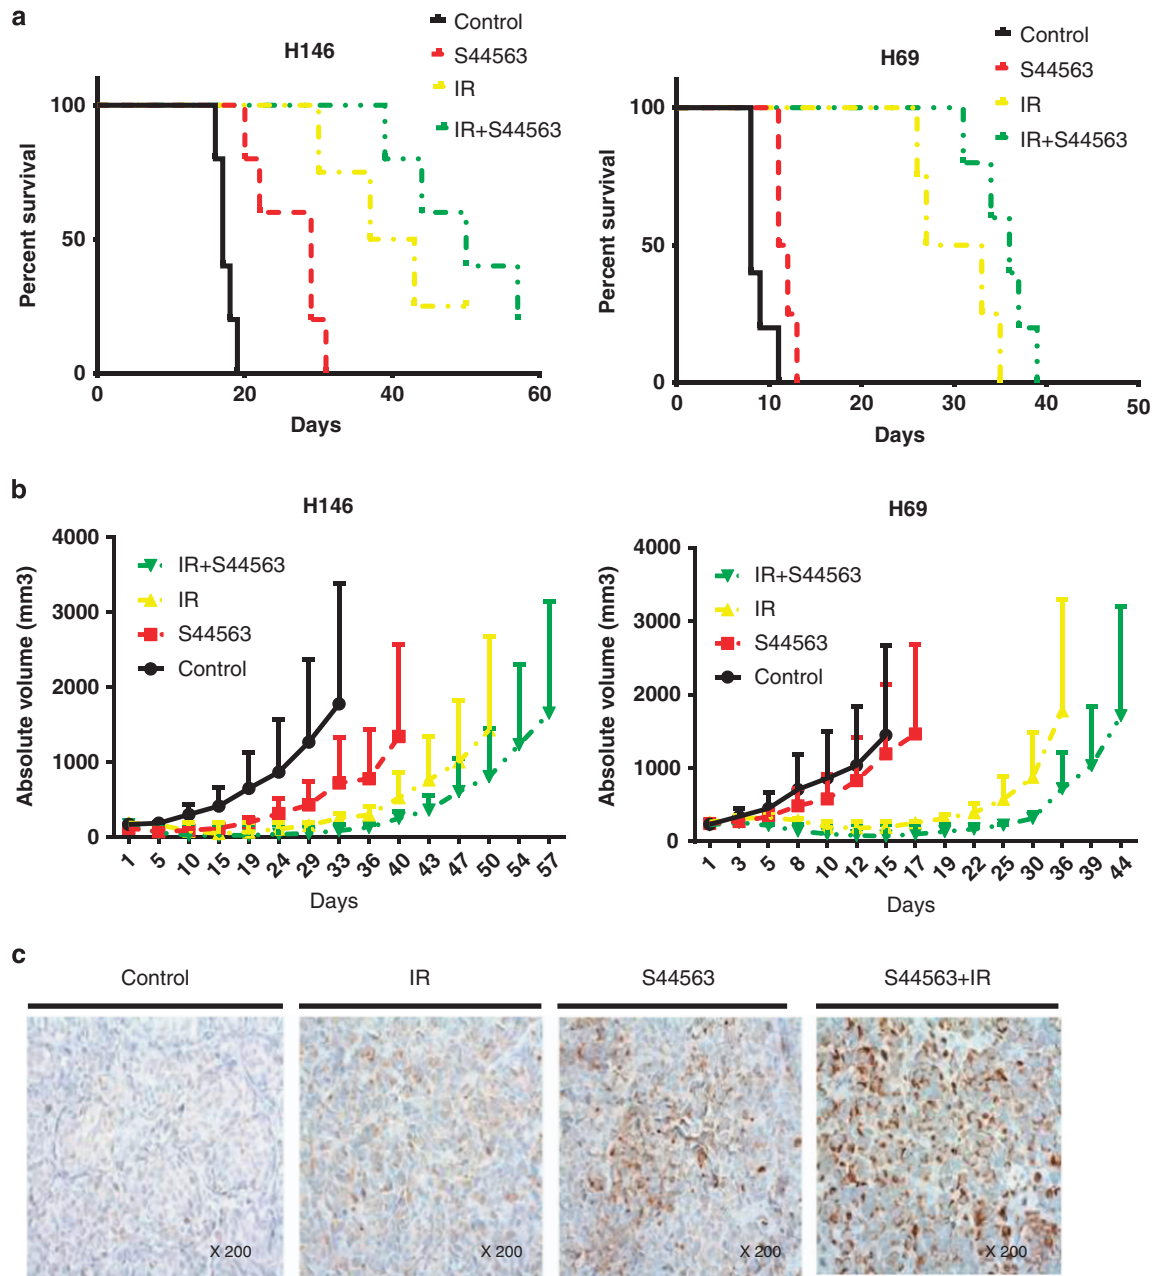 a
H146
Control
S44563
IR
IR+S44563
Percent survival
100
50
0
0 20 40 60
Days
H69
Control
S44563
IR
IR+S44563
Percent survival
100
50
0
0 10 20 30 40 50
Days
b
H146
IR+S44563
IR
S44563
Control
Absolute volume (mm3)
4000
3000
2000
1000
0
1 5 10 15 19 24 29 33 36 40 43 47 50 54 57
Days
H69
IR+S44563
IR
S44563
Control
Absolute volume (mm3)
4000
3000
2000
1000
0
1 3 5 8 10 12 15 17 19 22 25 30 36 39 44
Days
c
Control IR S44563 S44563+IR
X 200 X 200 X 200 X 200